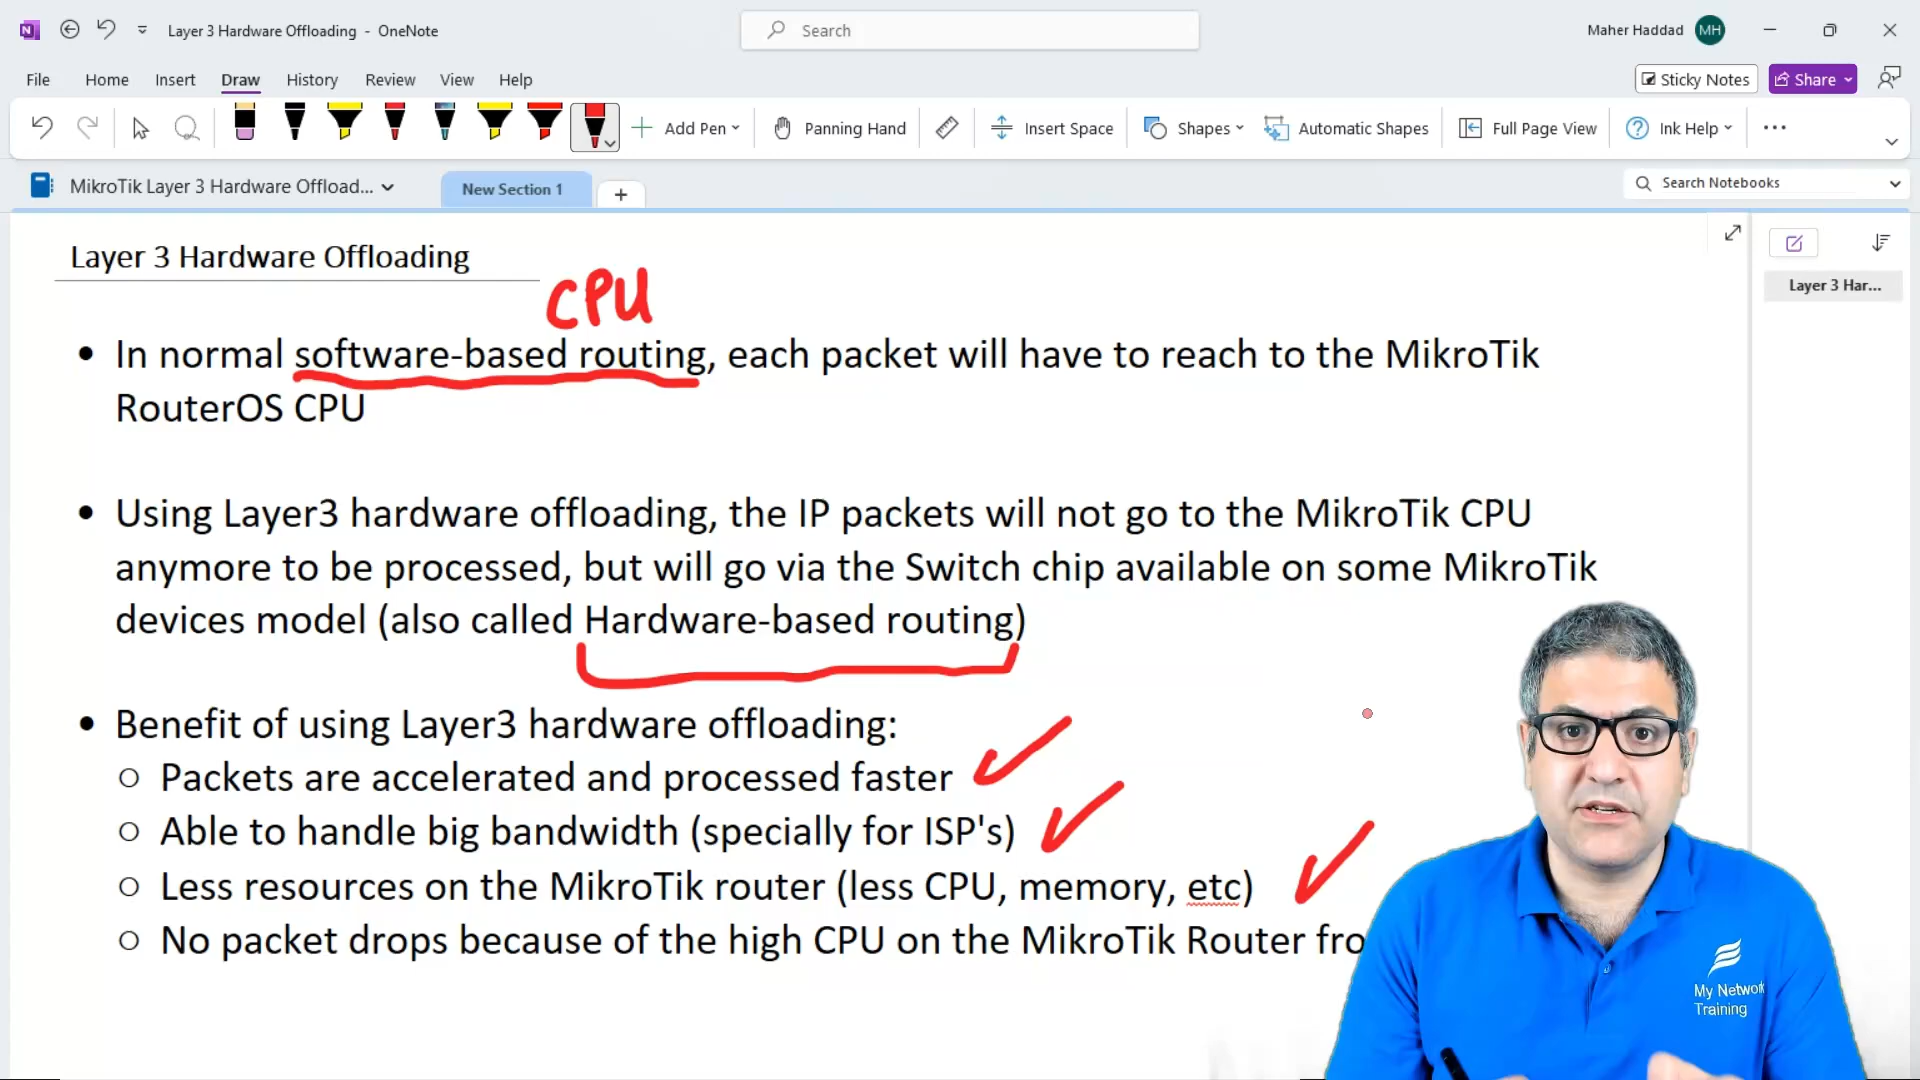 Layer 3 Hardware Offloading - OneNote
Search
Maher Haddad MH
File Home Insert Draw History Review View Help
Sticky Notes Share
Add Pen Panning Hand Insert Space Shapes Automatic Shapes Full Page View Ink Help
MikroTik Layer 3 Hardware Offload... New Section 1 + Search Notebooks
Layer 3 Hardware Offloading
Layer 3 Har...
CPU
• In normal software-based routing, each packet will have to reach to the MikroTik
RouterOS CPU
• Using Layer3 hardware offloading, the IP packets will not go to the MikroTik CPU
anymore to be processed, but will go via the Switch chip available on some MikroTik
devices model (also called Hardware-based routing)
• Benefit of using Layer3 hardware offloading:
○ Packets are accelerated and processed faster
○ Able to handle big bandwidth (specially for ISP's)
○ Less resources on the MikroTik router (less CPU, memory, etc)
○ No packet drops because of the high CPU on the MikroTik Router fro
My Network
Training